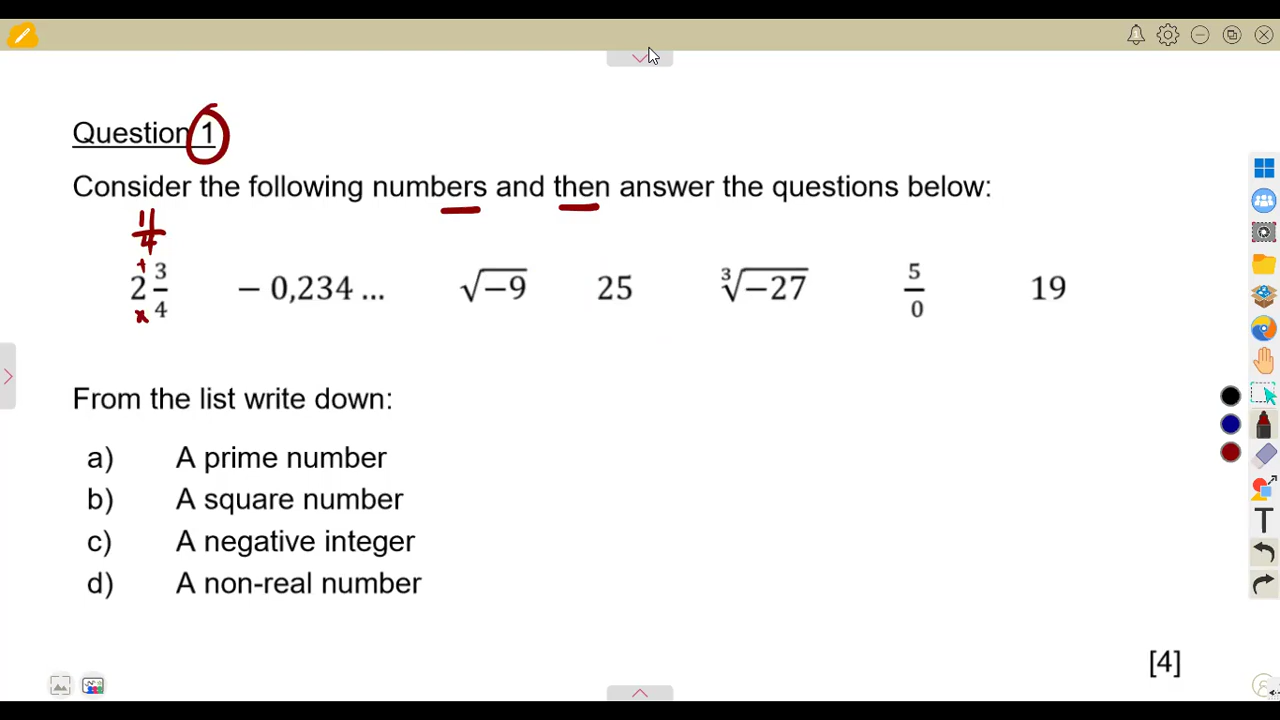 Question 1
Consider the following numbers and then answer the questions below:
11/4
+
2 3/4 − 0,234 ... √−9 25 ∛−27 5/0 19
×
From the list write down:
a) A prime number
b) A square number
c) A negative integer
d) A non-real number
[4]
T